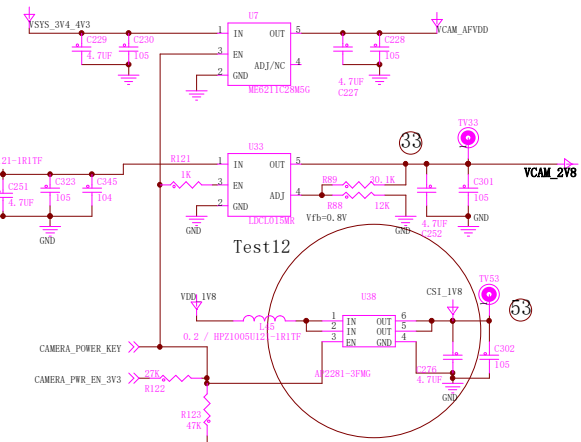 U7
VSYS_3V4_4V3
C229
C230
1
IN
OUT
5
C228
VCAM_AFVDD
4.7UF
105
3
EN
ADJ/NC
4
4.7UF
105
2
GND
C227
ME6211C28M5G
U33
TV33
33
21-1R1TF
R121
1
IN
OUT
5
VCAM_2V8
C251
C323
C345
1K
3
EN
R89
30.1K
C301
4.7UF
105
104
ADJ
4
105
2
GND
R88
12K
GND
GND
LDCL015MR
Vfb=0.8V
GND
4.7UF
GND
C252
Test12
U38
CSI_1V8
TV53
VDD_1V8
53
1
IN
OUT
6
L45
2
IN
OUT
5
0.2 / HPZ1005U121-1R1TF
3
EN
GND
4
CAMERA_POWER_KEY
C302
C276
105
CAMERA_PWR_EN_3V3
27K
AP2281-3FMG
4.7UF
R122
GND
R123
47K